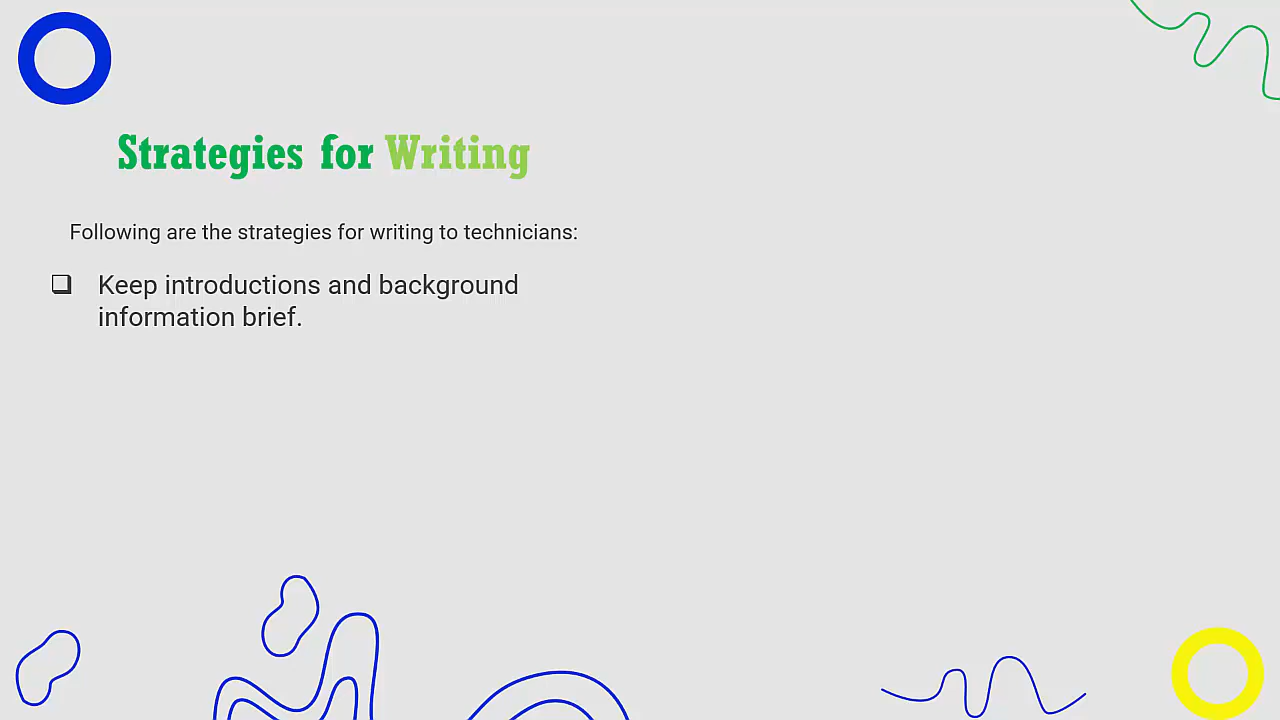 Strategies for Writing
Following are the strategies for writing to technicians:
❑ Keep introductions and background
information brief.